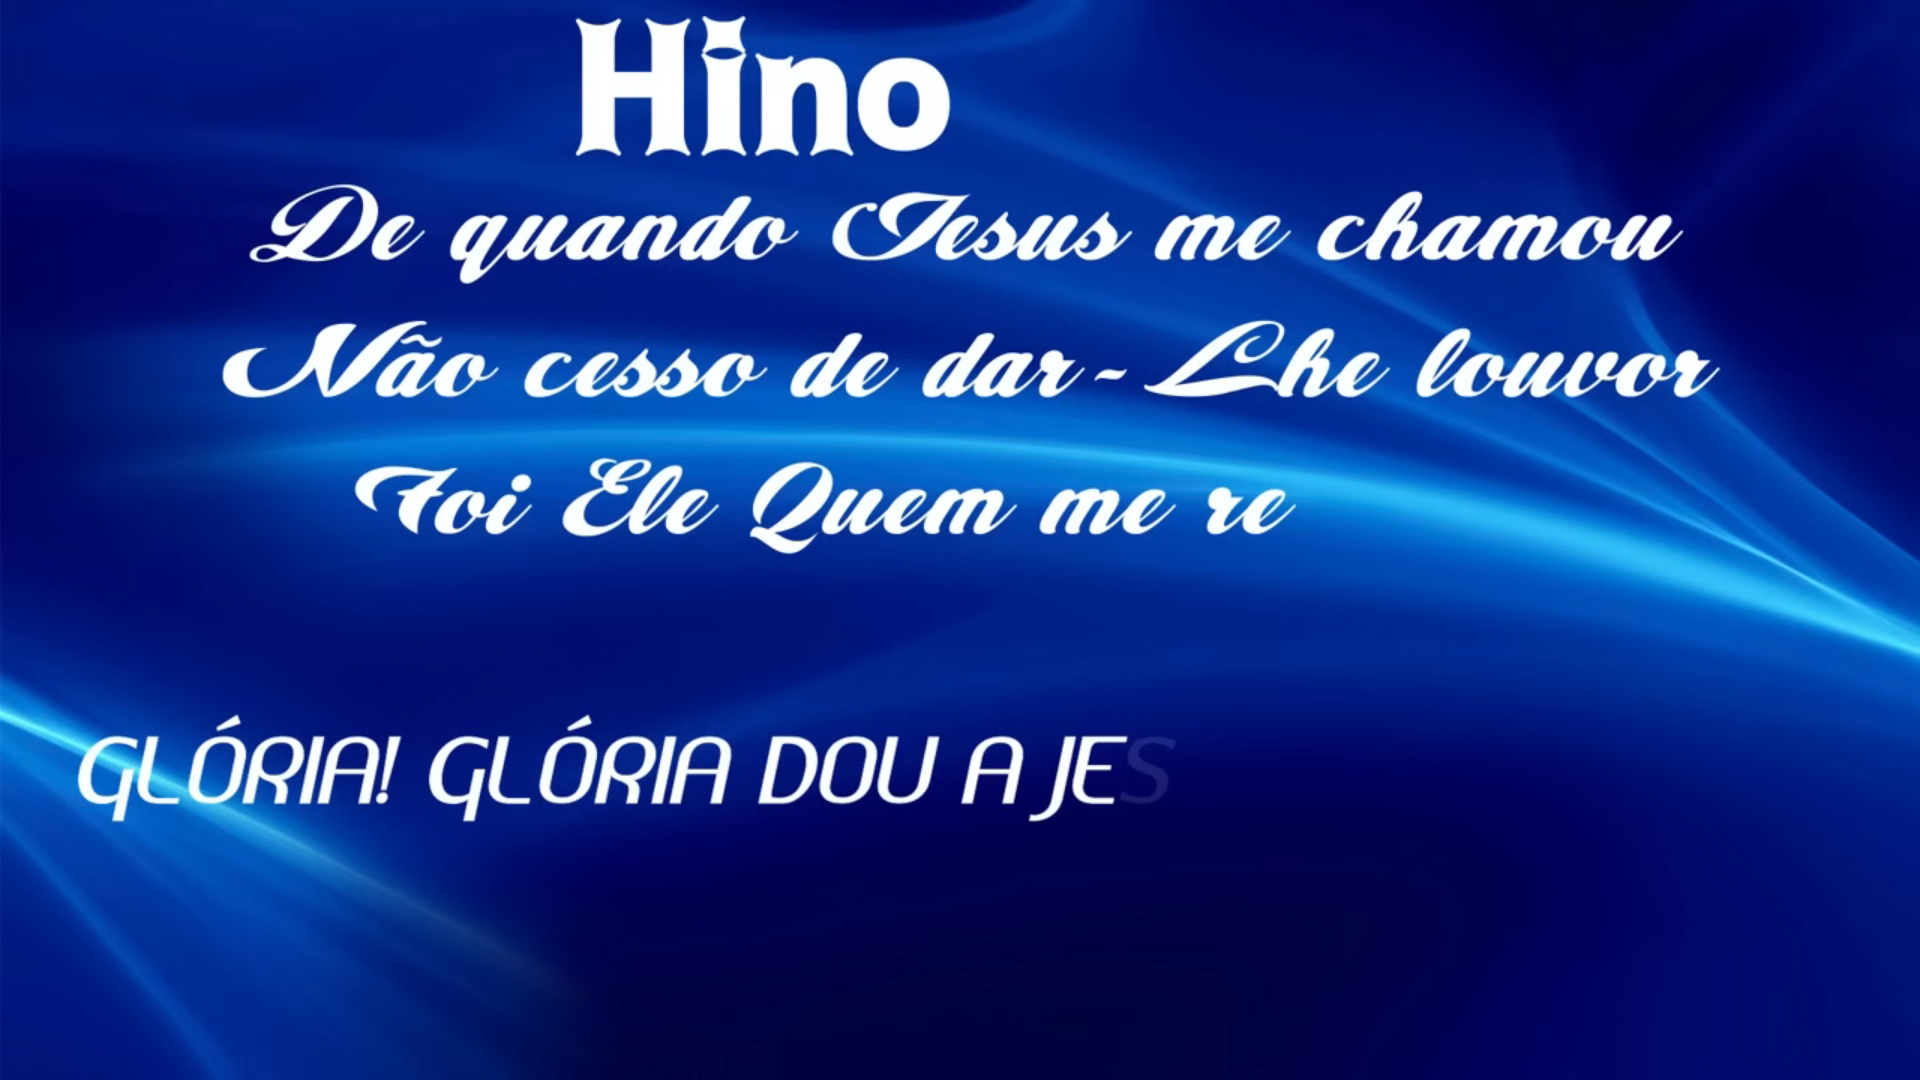 Hino
De quando Jesus me chamou
Não cesso de dar-Lhe louvor
Foi Ele Quem me re
GLÓRIA! GLÓRIA DOU A JES